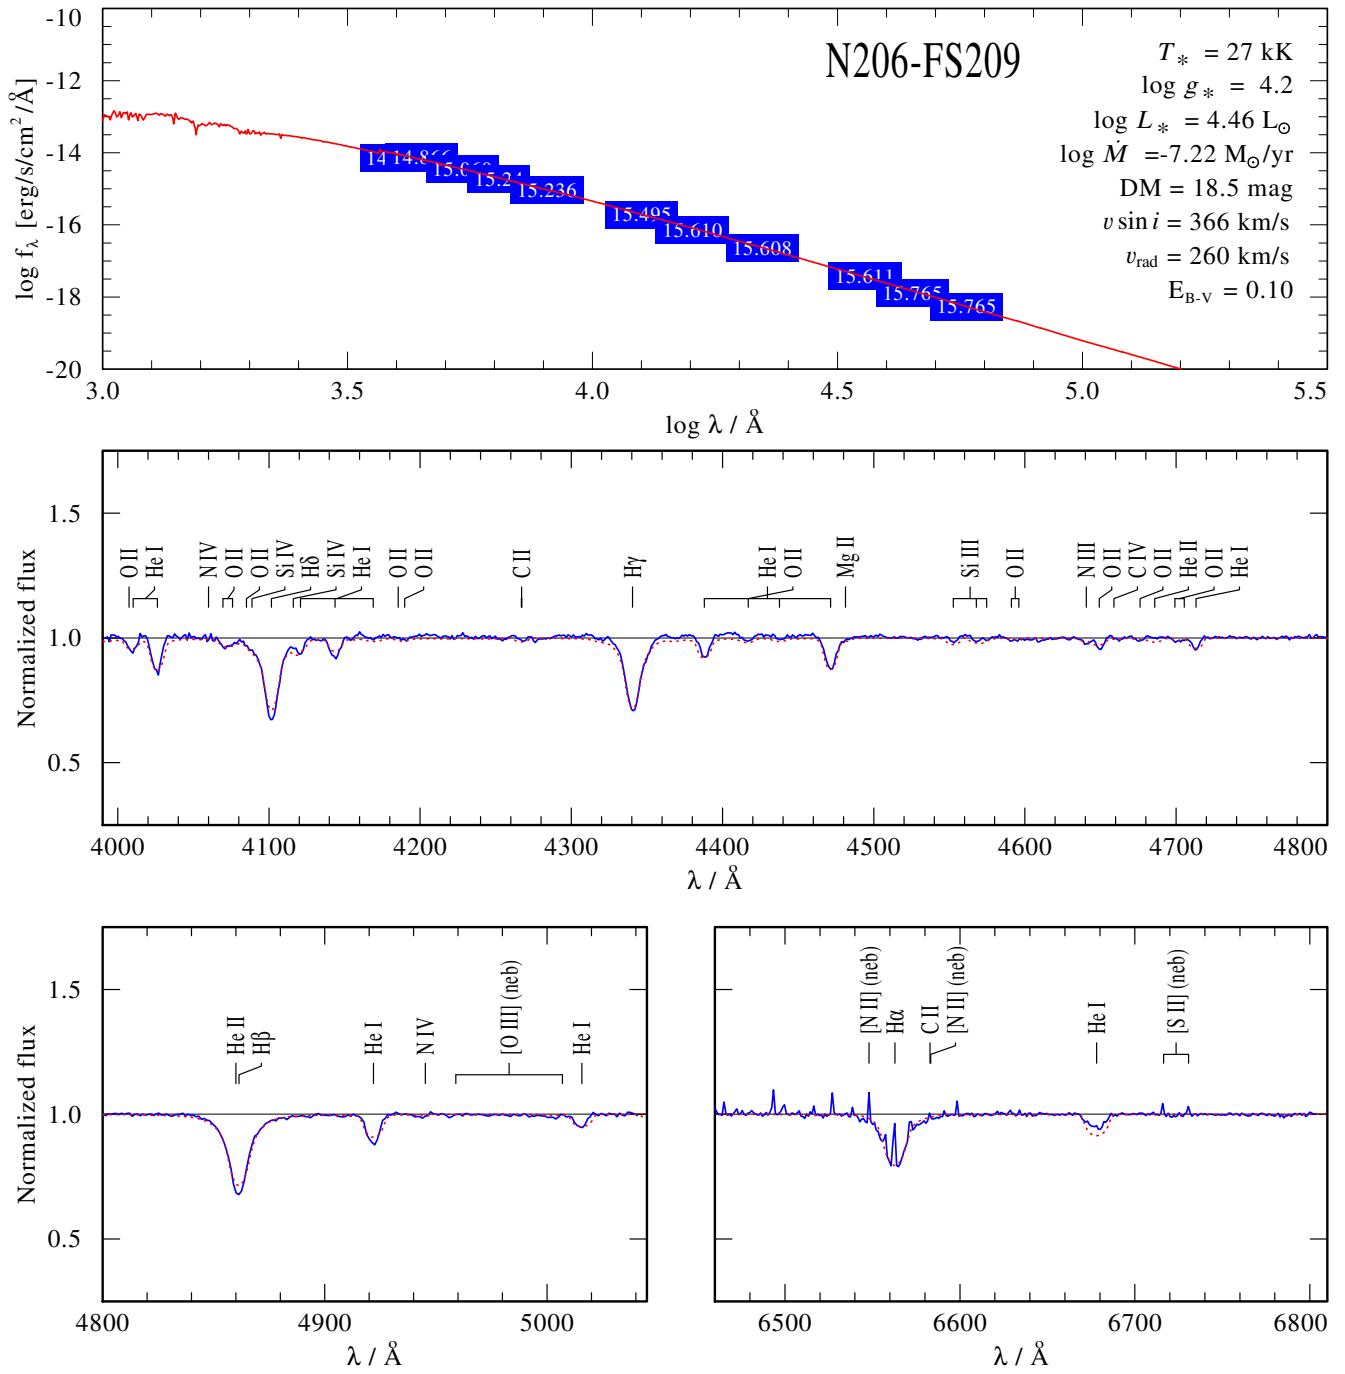 N206-FS209
T* = 27 kK
log g* = 4.2
log L* = 4.46 L⊙
log Ṁ =-7.22 M⊙/yr
DM = 18.5 mag
v sin i = 366 km/s
v_rad = 260 km/s
E_B-V = 0.10
log f_λ [erg/s/cm²/Å]
-10
-12
-14
-16
-18
-20
14.866
15.236
15.495
15.610
15.608
15.611
15.765
15.765
3.0 3.5 4.0 4.5 5.0 5.5
log λ / Å
Normalized flux
1.5
1.0
0.5
O II He I N IV O II O II Si IV Hδ Si IV He I O II O II C II Hγ He I O II Mg II Si III O II N III O II C IV O II He II O II He I
4000 4100 4200 4300 4400 4500 4600 4700 4800
λ / Å
Normalized flux
1.5
1.0
0.5
He II Hβ He I N IV [O III] (neb) He I
4800 4900 5000
λ / Å
[N II] (neb) Hα C II [N II] (neb) He I [S II] (neb)
6500 6600 6700 6800
λ / Å